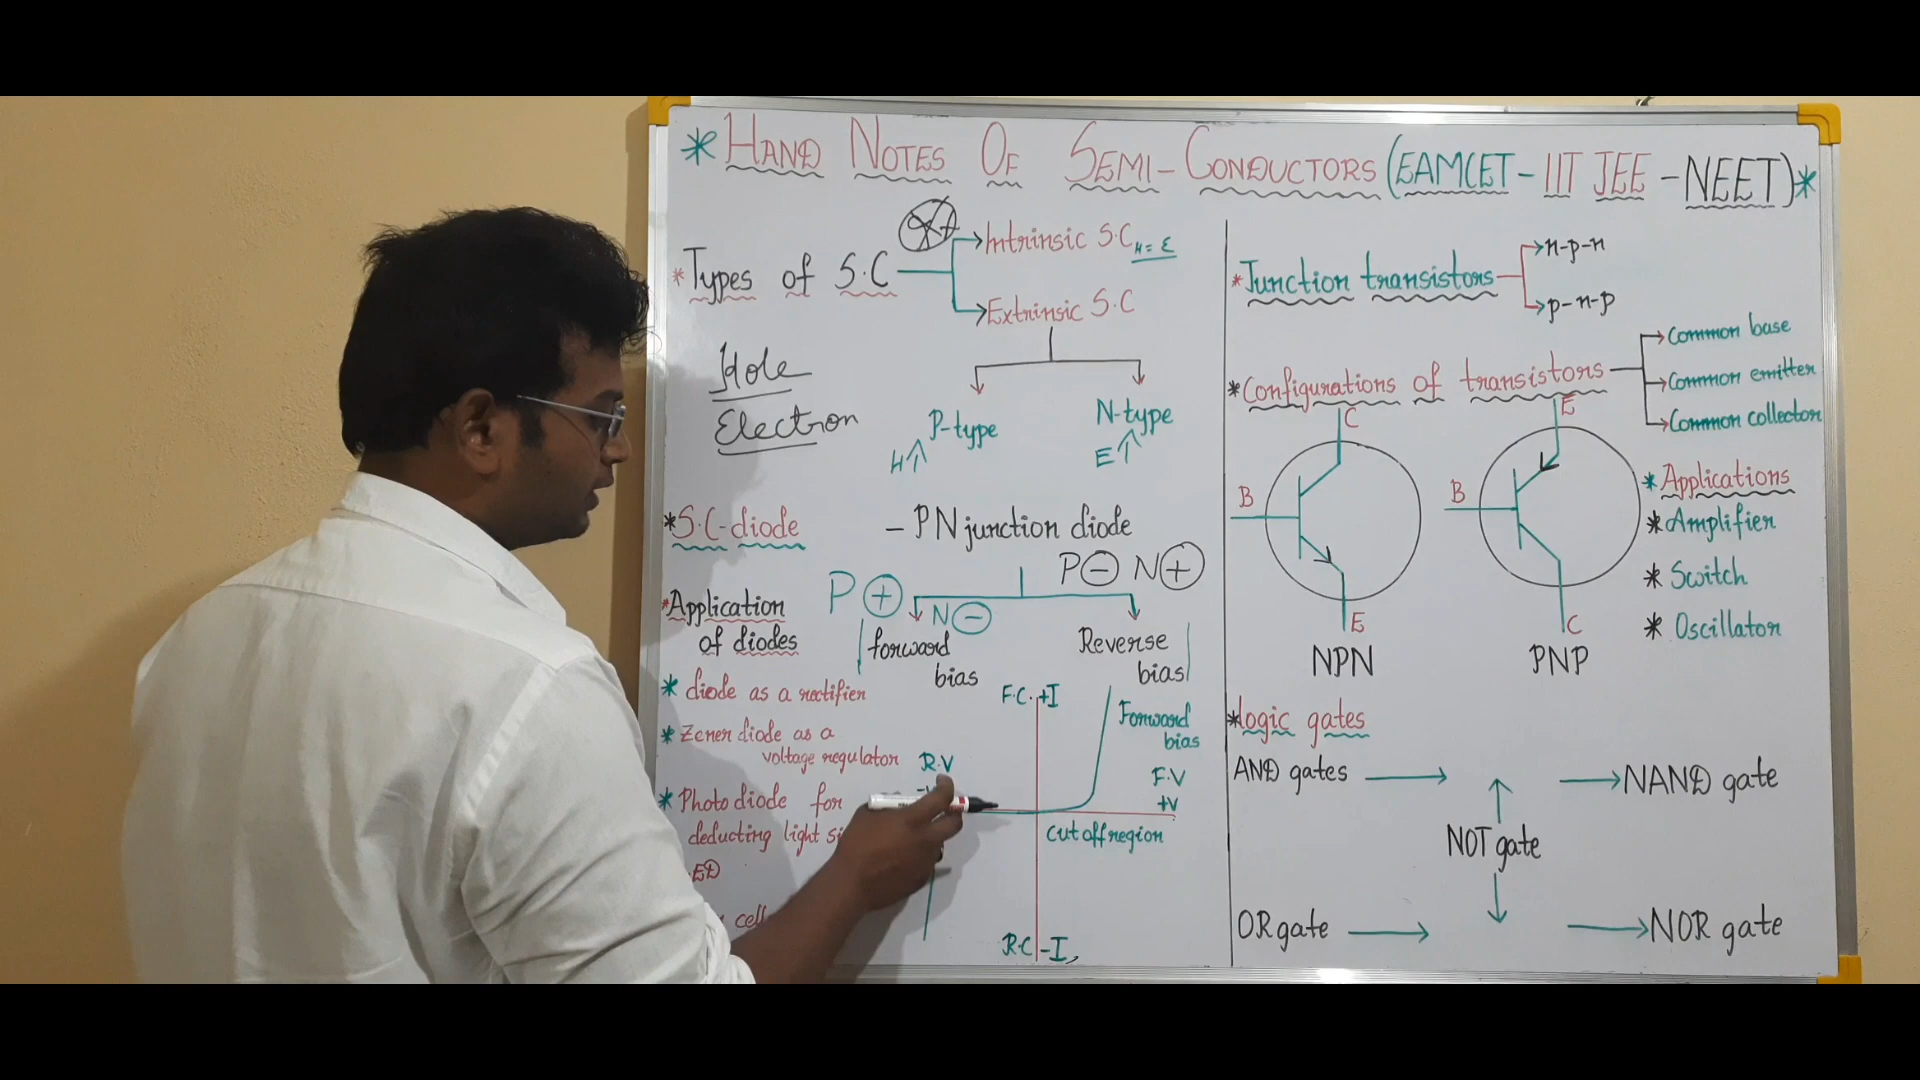 *HAND NOTES OF SEMI-CONDUCTORS (EAMCET-IIT JEE-NEET)*
*Types of S.C
Intrinsic S.C H=E
Extrinsic S.C
Hole
Electron
P-type
H
N-type
E
*S.C-diode
- PN junction diode
P + N -
P - N +
forward bias
Reverse bias
*Application
of diodes
* diode as a rectifier
* Zener diode as a
voltage regulator
* Photo diode for
deducting light
ED
cell
F.C. +I
Forward
bias
R.V
F.V
+V
Cut off region
R.C -I
*Junction transistors
n-p-n
p-n-p
*Configurations of transistors
Common base
Common emitter
Common collector
C
B
E
NPN
E
B
C
PNP
*Applications
* Amplifier
* Switch
* Oscillator
*logic gates
AND gates
NAND gate
NOT gate
OR gate
NOR gate